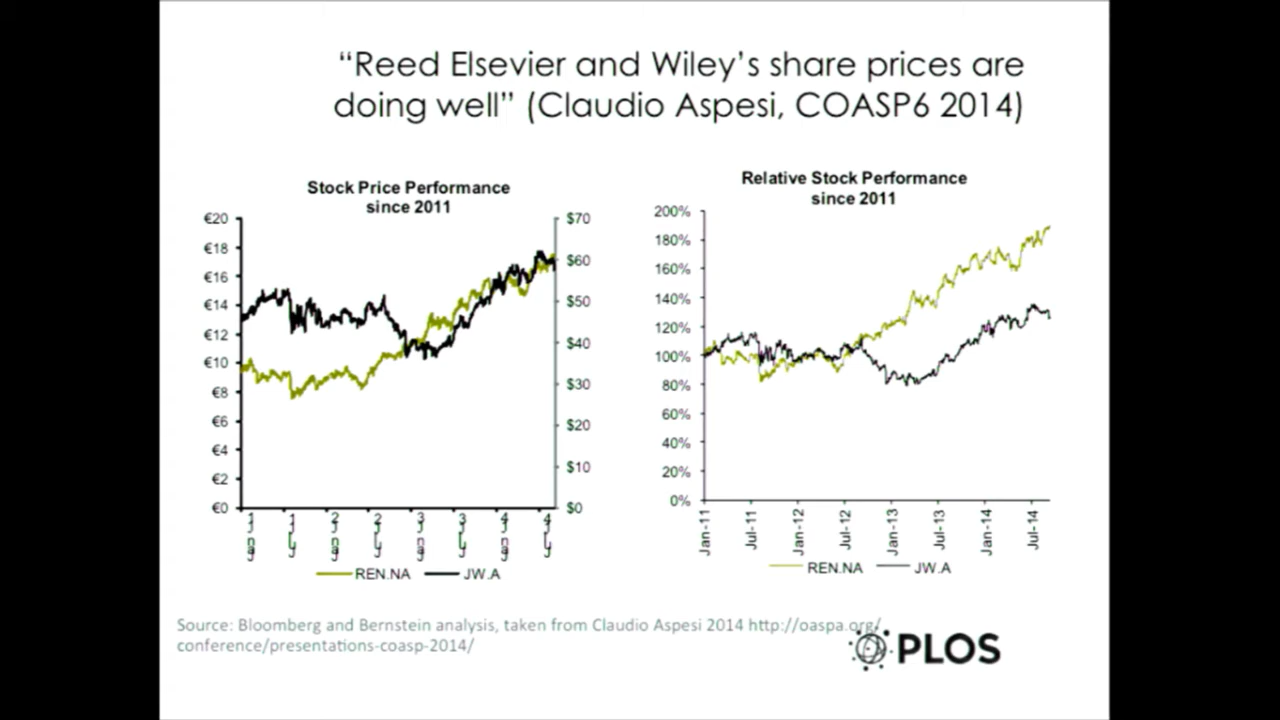 “Reed Elsevier and Wiley’s share prices are
doing well” (Claudio Aspesi, COASP6 2014)
Stock Price Performance
since 2011
€20
€18
€16
€14
€12
€10
€8
€6
€4
€2
€0
$70
$60
$50
$40
$30
$20
$10
$0
REN.NA
JW.A
Relative Stock Performance
since 2011
200%
180%
160%
140%
120%
100%
80%
60%
40%
20%
0%
Jan-11
Jul-11
Jan-12
Jul-12
Jan-13
Jul-13
Jan-14
Jul-14
REN.NA
JW.A
Source: Bloomberg and Bernstein analysis, taken from Claudio Aspesi 2014 http://oaspa.org/
conference/presentations-coasp-2014/
PLOS